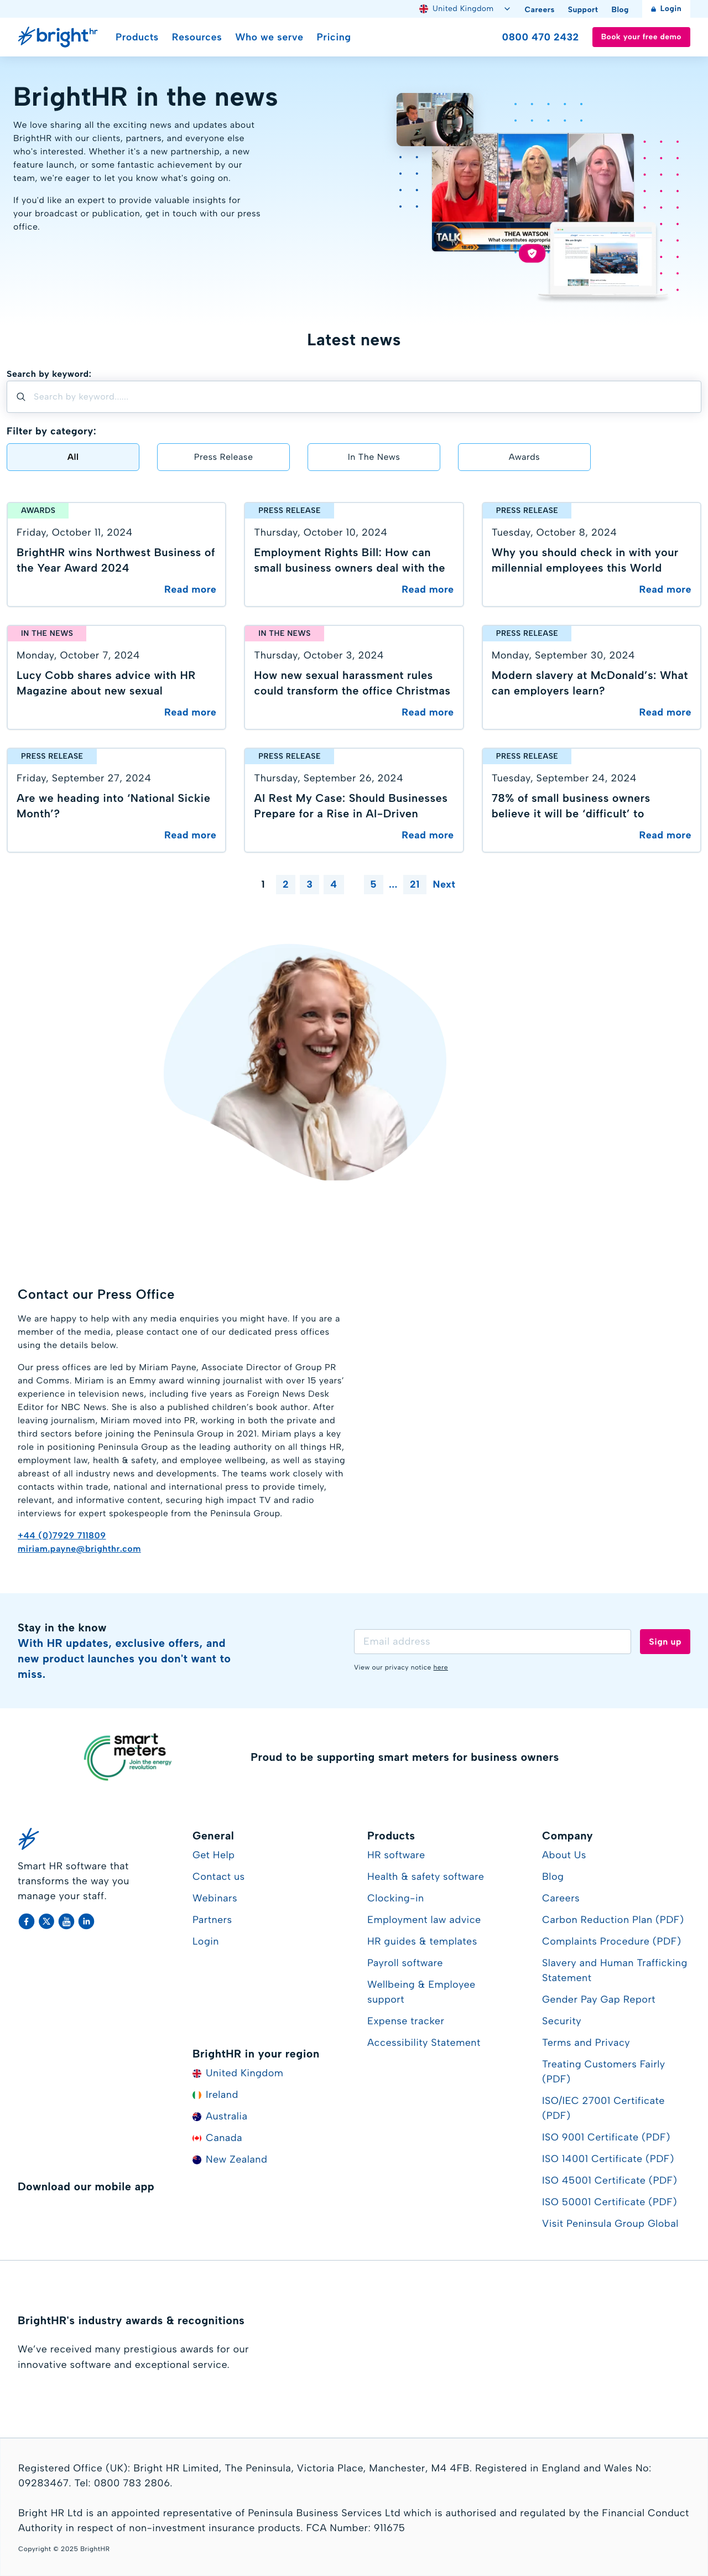 United Kingdom
Careers
Support
Blog
Login
brighthr
Products
Resources
Who we serve
Pricing
0800 470 2432
Book your free demo
BrightHR in the news
We love sharing all the exciting news and updates about
BrightHR with our clients, partners, and everyone else
who's interested. Whether it's a new partnership, a new
feature launch, or some fantastic achievement by our
team, we're eager to let you know what's going on.
If you'd like an expert to provide valuable insights for
your broadcast or publication, get in touch with our press
office.
TALK
THEA WATSON
What constitutes appropria
Latest news
Search by keyword:
Search by keyword.....
Filter by category:
All
Press Release
In The News
Awards
AWARDS
Friday, October 11, 2024
BrightHR wins Northwest Business of
the Year Award 2024
Read more
PRESS RELEASE
Thursday, October 10, 2024
Employment Rights Bill: How can
small business owners deal with the
Read more
PRESS RELEASE
Tuesday, October 8, 2024
Why you should check in with your
millennial employees this World
Read more
IN THE NEWS
Monday, October 7, 2024
Lucy Cobb shares advice with HR
Magazine about new sexual
Read more
IN THE NEWS
Thursday, October 3, 2024
How new sexual harassment rules
could transform the office Christmas
Read more
PRESS RELEASE
Monday, September 30, 2024
Modern slavery at McDonald's: What
can employers learn?
Read more
PRESS RELEASE
Friday, September 27, 2024
Are we heading into ‘National Sickie
Month’?
Read more
PRESS RELEASE
Thursday, September 26, 2024
AI Rest My Case: Should Businesses
Prepare for a Rise in AI-Driven
Read more
PRESS RELEASE
Tuesday, September 24, 2024
78% of small business owners
believe it will be ‘difficult’ to
Read more
1 2 3 4 5 ... 21 Next
Contact our Press Office
We are happy to help with any media enquiries you might have. If you are a
member of the media, please contact one of our dedicated press offices
using the details below.
Our press offices are led by Miriam Payne, Associate Director of Group PR
and Comms. Miriam is an Emmy award winning journalist with over 15 years’
experience in television news, including five years as Foreign News Desk
Editor for NBC News. She is also a published children’s book author. After
leaving journalism, Miriam moved into PR, working in both the private and
third sectors before joining the Peninsula Group in 2021. Miriam plays a key
role in positioning Peninsula Group as the leading authority on all things HR,
employment law, health & safety, and employee wellbeing, as well as staying
abreast of all industry news and developments. The teams work closely with
contacts within trade, national and international press to provide timely,
relevant, and informative content, securing high impact TV and radio
interviews for expert spokespeople from the Peninsula Group.
+44 (0)7929 711809
miriam.payne@brighthr.com
Stay in the know
With HR updates, exclusive offers, and
new product launches you don't want to
miss.
Email address
Sign up
View our privacy notice here
smart
meters
Join the energy
revolution
Proud to be supporting smart meters for business owners
Smart HR software that
transforms the way you
manage your staff.
Download our mobile app
General
Get Help
Contact us
Webinars
Partners
Login
BrightHR in your region
United Kingdom
Ireland
Australia
Canada
New Zealand
Products
HR software
Health & safety software
Clocking-in
Employment law advice
HR guides & templates
Payroll software
Wellbeing & Employee
support
Expense tracker
Accessibility Statement
Company
About Us
Blog
Careers
Carbon Reduction Plan (PDF)
Complaints Procedure (PDF)
Slavery and Human Trafficking
Statement
Gender Pay Gap Report
Security
Terms and Privacy
Treating Customers Fairly
(PDF)
ISO/IEC 27001 Certificate
(PDF)
ISO 9001 Certificate (PDF)
ISO 14001 Certificate (PDF)
ISO 45001 Certificate (PDF)
ISO 50001 Certificate (PDF)
Visit Peninsula Group Global
BrightHR's industry awards & recognitions
We’ve received many prestigious awards for our
innovative software and exceptional service.
Registered Office (UK): Bright HR Limited, The Peninsula, Victoria Place, Manchester, M4 4FB. Registered in England and Wales No:
09283467. Tel: 0800 783 2806.
Bright HR Ltd is an appointed representative of Peninsula Business Services Ltd which is authorised and regulated by the Financial Conduct
Authority in respect of non-investment insurance products. FCA Number: 911675
Copyright © 2025 BrightHR